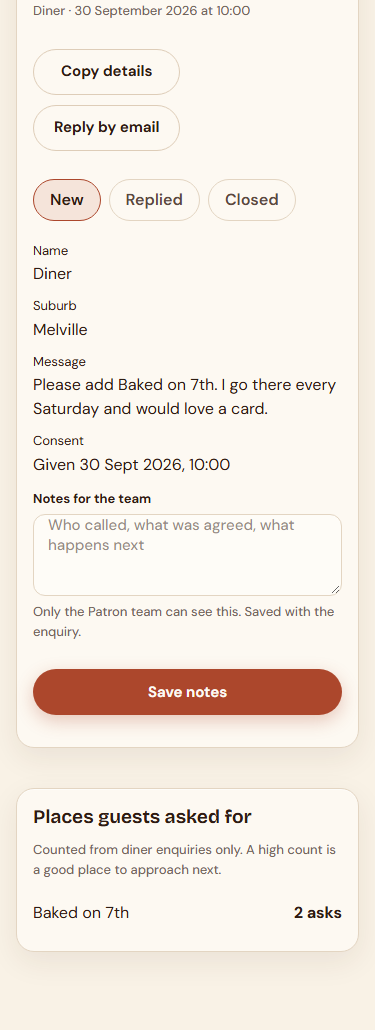 Diner · 30 September 2026 at 10:00
Copy details
Reply by email
New
Replied
Closed
Name
Diner
Suburb
Melville
Message
Please add Baked on 7th. I go there every
Saturday and would love a card.
Consent
Given 30 Sept 2026, 10:00
Notes for the team
Who called, what was agreed, what
happens next
Only the Patron team can see this. Saved with the
enquiry.
Save notes
Places guests asked for
Counted from diner enquiries only. A high count is
a good place to approach next.
Baked on 7th
2 asks